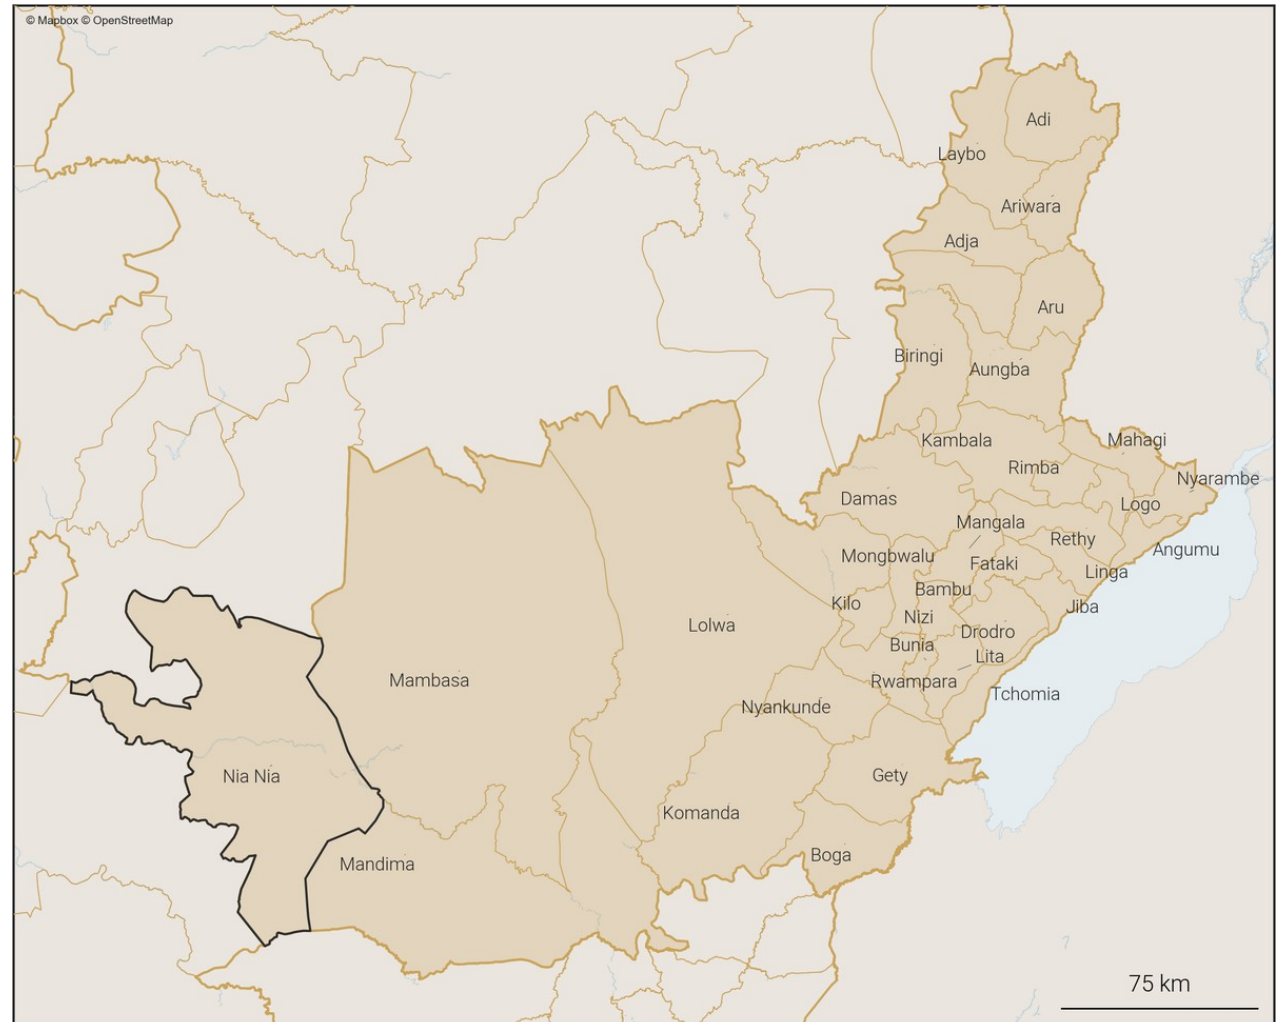 © Mapbox © OpenStreetMap
Adi
Laybo
Ariwara
Adja
Aru
Biringi
Aungba
Kambala
Mahagi
Rimba
Nyarambe
Damas
Logo
Mangala
Rethy
Angumu
Mongbwalu
Fataki
Linga
Bambu
Kilo
Jiba
Nizi
Lolwa
Drodro
Bunia
Lita
Mambasa
Rwampara
Tchomia
Nyankunde
Nia Nia
Gety
Komanda
Boga
Mandima
75 km